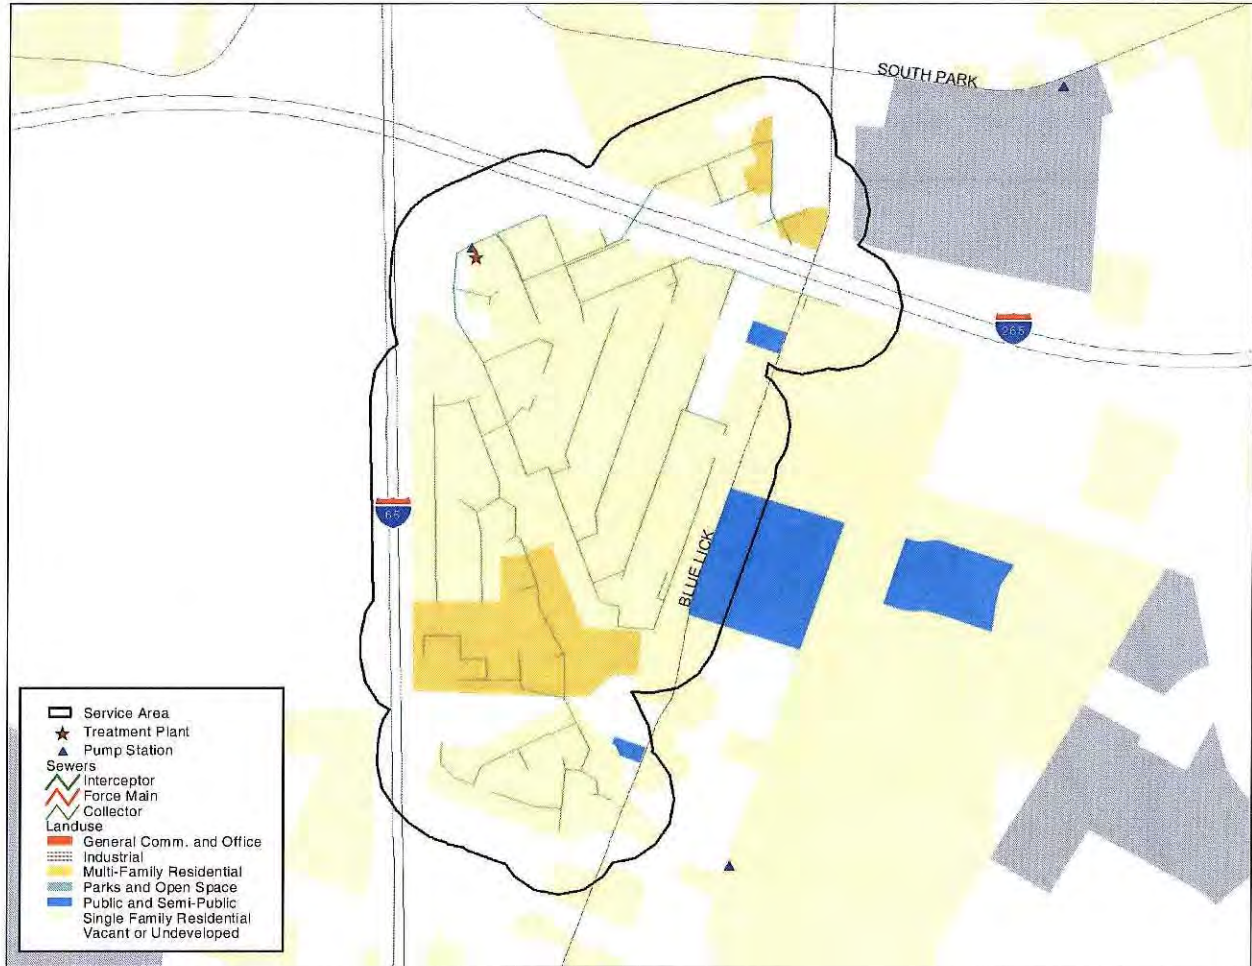 SOUTH PARK
265
65
BLUE LICK
Service Area
Treatment Plant
Pump Station
Sewers
Interceptor
Force Main
Collector
Landuse
General Comm. and Office
Industrial
Multi-Family Residential
Parks and Open Space
Public and Semi-Public
Single Family Residential
Vacant or Undeveloped